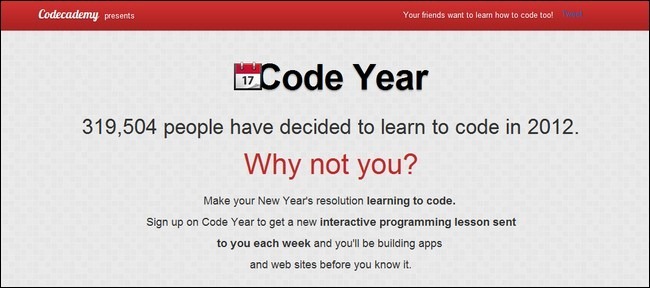 Codecademy presents
Your friends want to learn how to code too!
17
Code Year
319,504 people have decided to learn to code in 2012.
Why not you?
Make your New Year's resolution learning to code.
Sign up on Code Year to get a new interactive programming lesson sent
to you each week and you'll be building apps
and web sites before you know it.